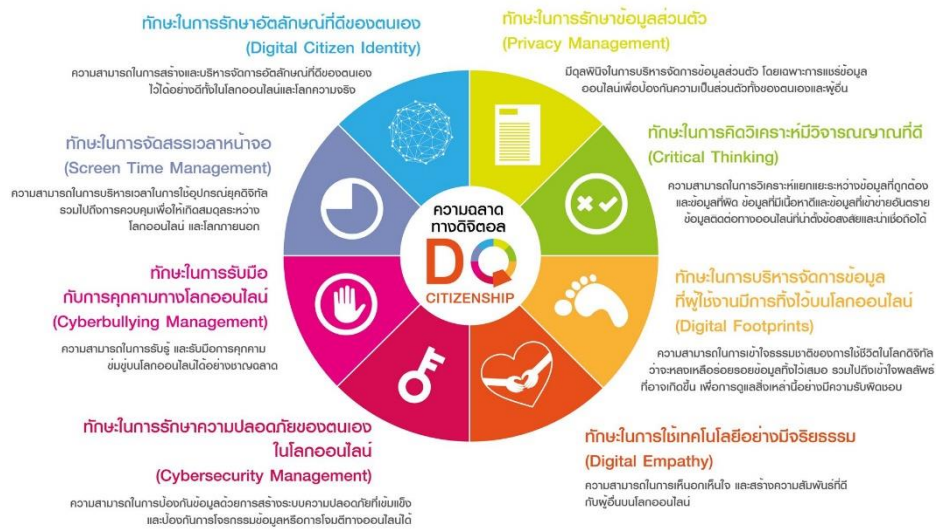 ทักษะในการรักษาอัตลักษณ์ที่ดีของตนเอง
(Digital Citizen Identity)
ความสามารถในการสร้างและบริหารจัดการอัตลักษณ์ที่ดีของตนเอง
ไว้ได้อย่างดีทั้งในโลกออนไลน์และโลกความจริง
ทักษะในการรักษาข้อมูลส่วนตัว
(Privacy Management)
มีดุลพินิจในการบริหารจัดการข้อมูลส่วนตัว โดยเฉพาะการแชร์ข้อมูล
ออนไลน์เพื่อป้องกันความเป็นส่วนตัวทั้งของตนเองและผู้อื่น
ทักษะในการจัดสรรเวลาหน้าจอ
(Screen Time Management)
ความสามารถในการบริหารเวลาในการใช้อุปกรณ์ยุคดิจิทัล
รวมไปถึงการควบคุมเพื่อให้เกิดสมดุลระหว่าง
โลกออนไลน์ และโลกภายนอก
ทักษะในการคิดวิเคราะห์มีวิจารณญาณที่ดี
(Critical Thinking)
ความสามารถในการวิเคราะห์แยกแยะระหว่างข้อมูลที่ถูกต้อง
และข้อมูลที่ผิด ข้อมูลที่มีเนื้อหาดีและข้อมูลที่เข้าข่ายอันตราย
ข้อมูลติดต่อทางออนไลน์ที่น่าตั้งข้อสงสัยและน่าเชื่อถือได้
ความฉลาด
ทางดิจิตอล
DQ
CITIZENSHIP
ทักษะในการรับมือ
กับการคุกคามทางโลกออนไลน์
(Cyberbullying Management)
ความสามารถในการรับรู้ และรับมือการคุกคาม
ข่มขู่บนโลกออนไลน์ได้อย่างชาญฉลาด
ทักษะในการบริหารจัดการข้อมูล
ที่ผู้ใช้งานมีการทิ้งไว้บนโลกออนไลน์
(Digital Footprints)
ความสามารถในการเข้าใจธรรมชาติของการใช้ชีวิตในโลกดิจิทัล
ว่าจะหลงเหลือร่อยรอยข้อมูลทิ้งไว้เสมอ รวมไปถึงเข้าใจผลลัพธ์
ที่อาจเกิดขึ้น เพื่อการดูแลสิ่งเหล่านี้อย่างมีความรับผิดชอบ
ทักษะในการรักษาความปลอดภัยของตนเอง
ในโลกออนไลน์
(Cybersecurity Management)
ความสามารถในการป้องกันข้อมูลด้วยการสร้างระบบความปลอดภัยที่เข้มแข็ง
และป้องกันการโจรกรรมข้อมูลหรือการโจมตีทางออนไลน์ได้
ทักษะในการใช้เทคโนโลยีอย่างมีจริยธรรม
(Digital Empathy)
ความสามารถในการเห็นอกเห็นใจ และสร้างความสัมพันธ์ที่ดี
กับผู้อื่นบนโลกออนไลน์